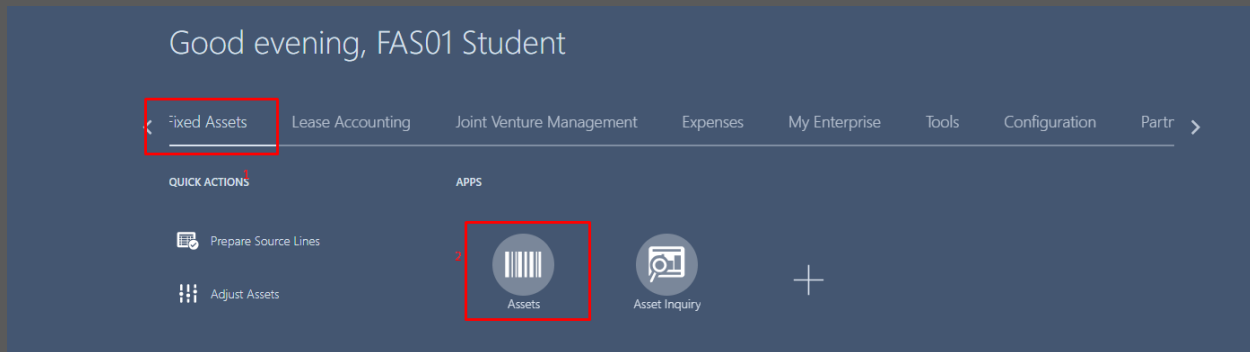 Good evening, FAS01 Student
Fixed Assets Lease Accounting Joint Venture Management Expenses My Enterprise Tools Configuration Partr
1
QUICK ACTIONS APPS
Prepare Source Lines
2
Adjust Assets
Assets Asset Inquiry